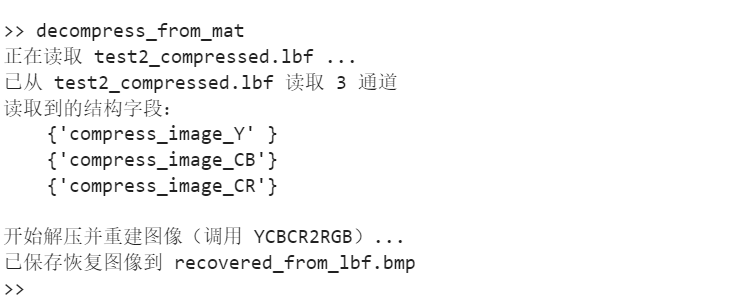 >> decompress_from_mat
正在读取 test2_compressed.lbf ...
已从 test2_compressed.lbf 读取 3 通道
读取到的结构字段：
{'compress_image_Y' }
{'compress_image_CB'}
{'compress_image_CR'}
开始解压并重建图像（调用 YCBCR2RGB）...
已保存恢复图像到 recovered_from_lbf.bmp
>>